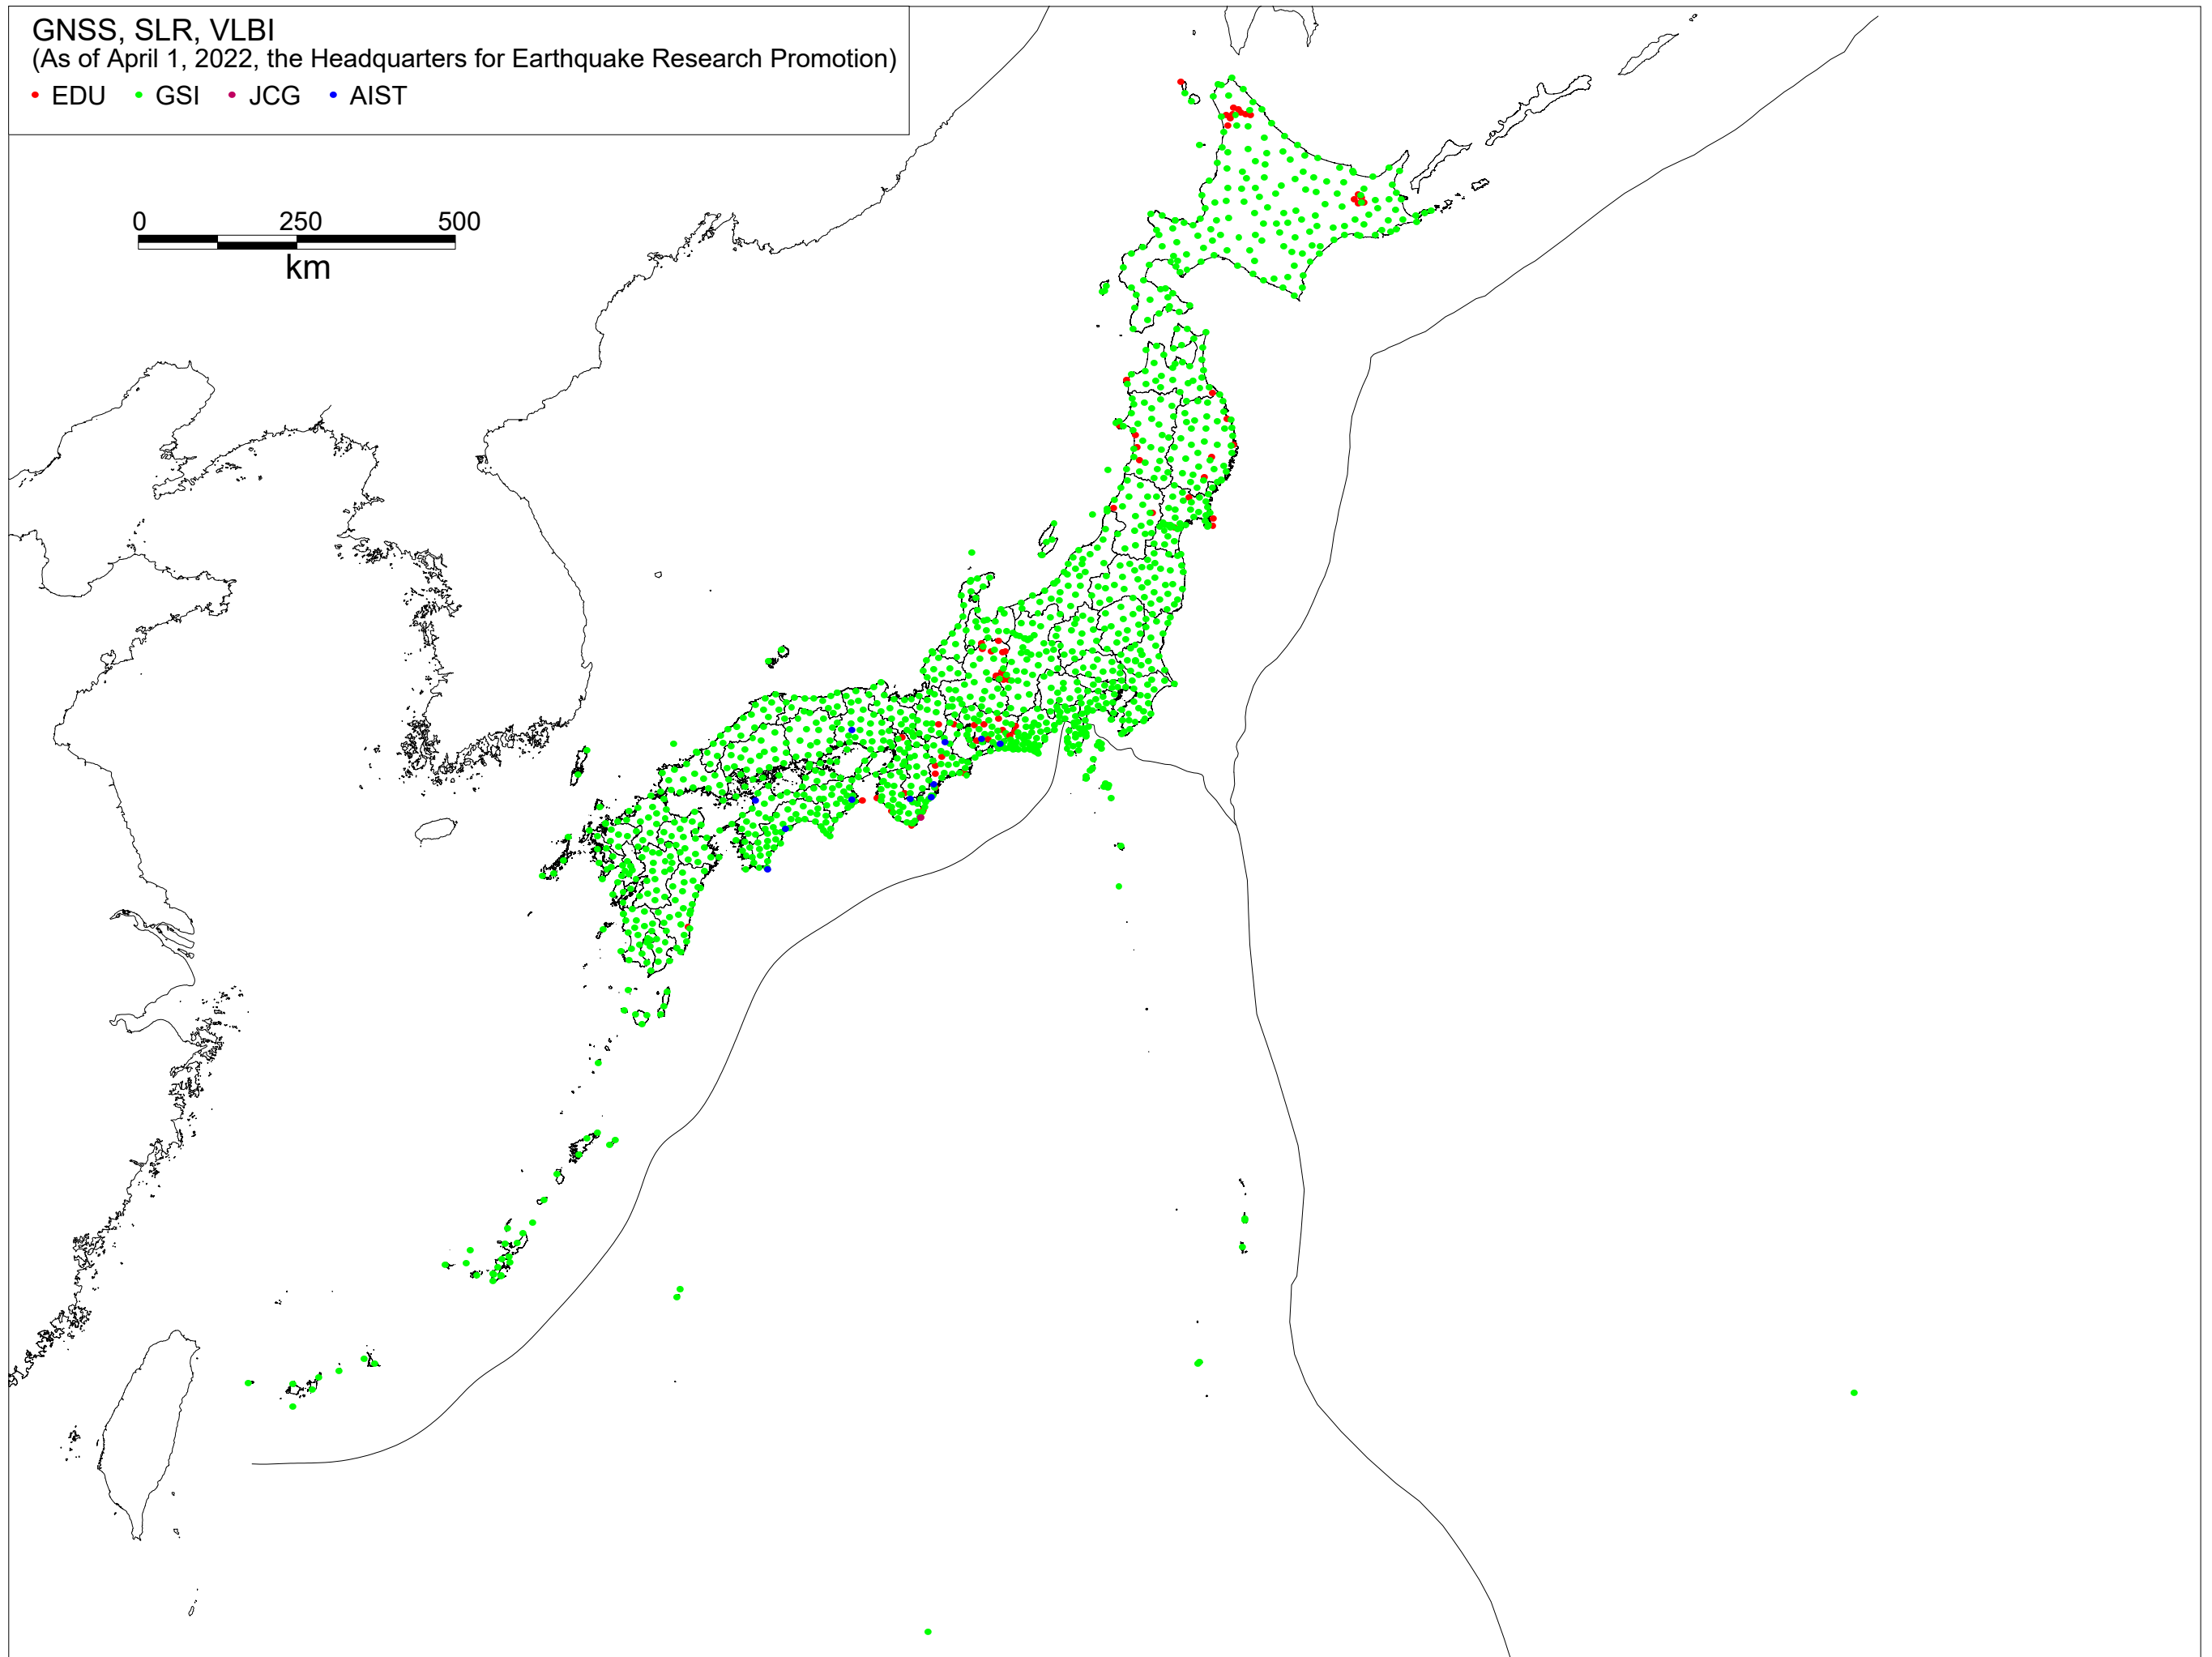 GNSS, SLR, VLBI
(As of April 1, 2022, the Headquarters for Earthquake Research Promotion)
EDU GSI JCG AIST
0 250 500
km